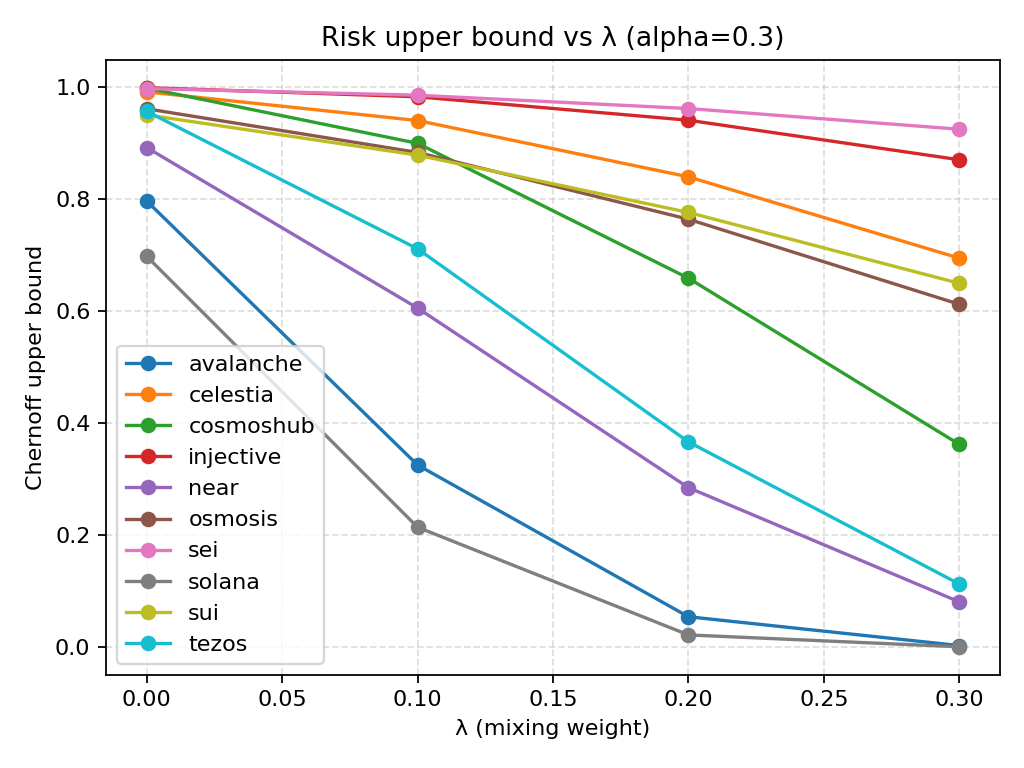 Risk upper bound vs λ (alpha=0.3)
Chernoff upper bound
1.0
0.8
0.6
0.4
0.2
0.0
avalanche
celestia
cosmoshub
injective
near
osmosis
sei
solana
sui
tezos
0.00 0.05 0.10 0.15 0.20 0.25 0.30
λ (mixing weight)